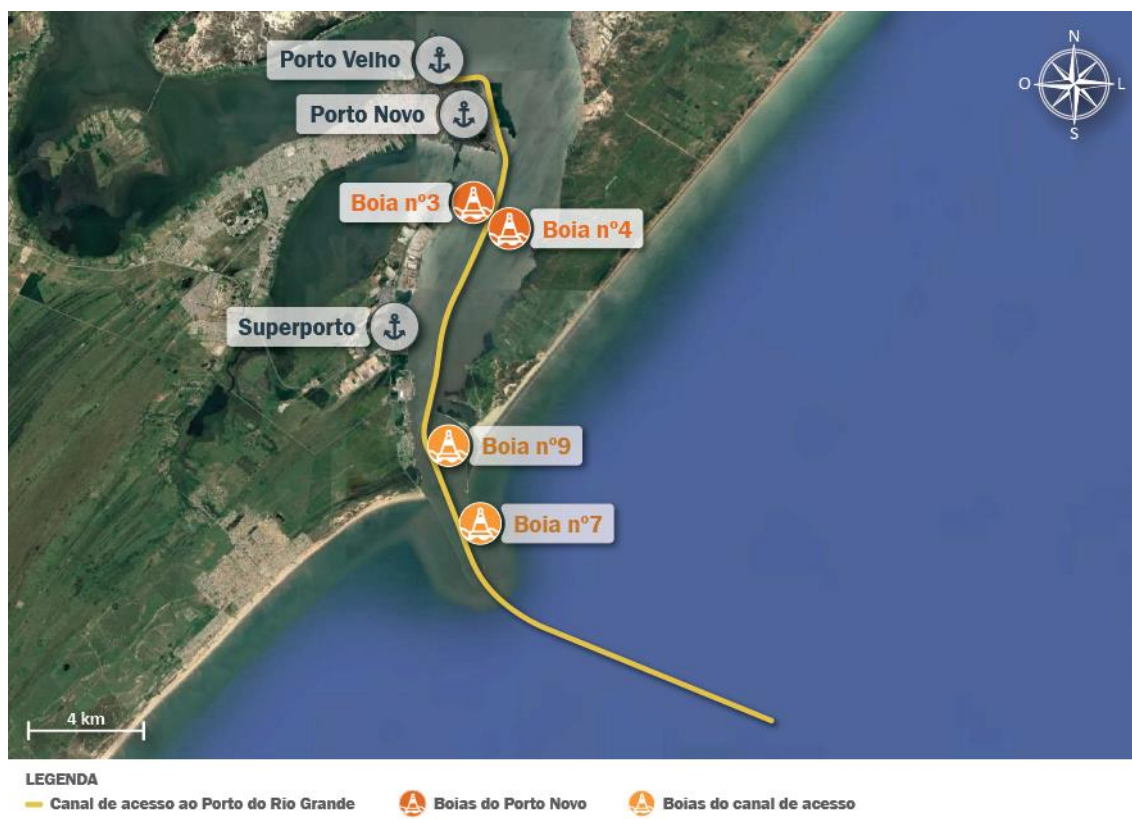 Porto Velho
N
O
L
S
Porto Novo
Boia nº3
Boia nº4
Superporto
Boia nº9
Boia nº7
4 km
LEGENDA
Canal de acesso ao Porto do Rio Grande
Boias do Porto Novo
Boias do canal de acesso